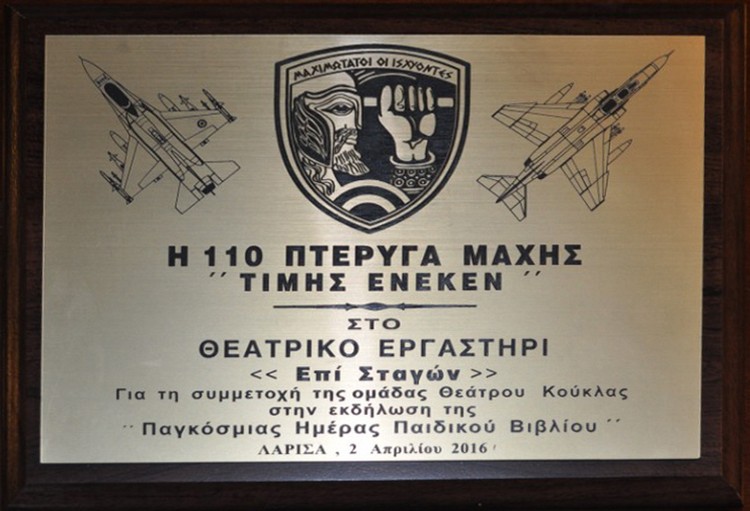 ΜΑΧΙΜΩΤΑΤΟΙ ΟΙ ΙΣΧΥΟΝΤΕΣ
Η 110 ΠΤΕΡΥΓΑ ΜΑΧΗΣ
΄΄ ΤΙΜΗΣ ΕΝΕΚΕΝ ΄΄
ΣΤΟ
ΘΕΑΤΡΙΚΟ ΕΡΓΑΣΤΗΡΙ
<< Επί Σταγών >>
Για τη συμμετοχή της ομάδας Θεάτρου Κούκλας
στην εκδήλωση της
΄΄ Παγκόσμιας Ημέρας Παιδικού Βιβλίου ΄΄
ΛΑΡΙΣΑ , 2 Απριλίου 2016